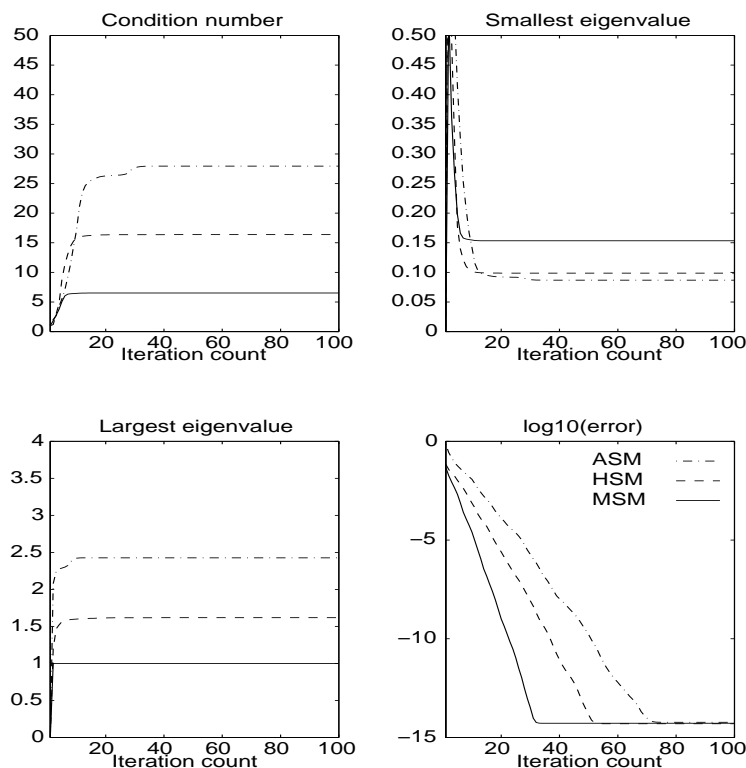 Condition number
50
45
40
35
30
25
20
15
10
5
0
20 40 60 80 100
Iteration count
Smallest eigenvalue
0.50
0.45
0.40
0.35
0.30
0.25
0.20
0.15
0.10
0.05
0
20 40 60 80 100
Iteration count
Largest eigenvalue
4
3.5
3
2.5
2
1.5
1
0.5
0
20 40 60 80 100
Iteration count
log10(error)
0
−5
−10
−15
ASM
HSM
MSM
20 40 60 80 100
Iteration count